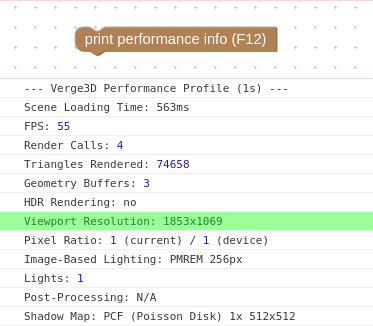 print performance info (F12)
--- Verge3D Performance Profile (1s) ---
Scene Loading Time: 563ms
FPS: 55
Render Calls: 4
Triangles Rendered: 74658
Geometry Buffers: 3
HDR Rendering: no
Viewport Resolution: 1853x1069
Pixel Ratio: 1 (current) / 1 (device)
Image-Based Lighting: PMREM 256px
Lights: 1
Post-Processing: N/A
Shadow Map: PCF (Poisson Disk) 1x 512x512